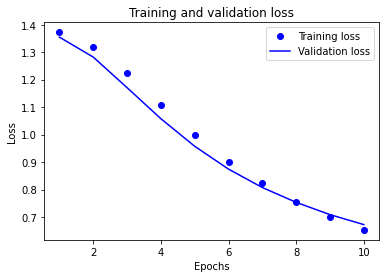 Training and validation loss
Training loss
Validation loss
1.4
1.3
1.2
1.1
1.0
0.9
0.8
0.7
Loss
2
4
6
8
10
Epochs